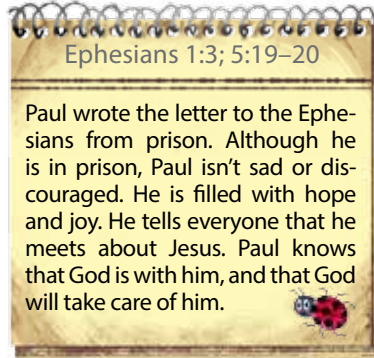 Ephesians 1:3; 5:19–20
Paul wrote the letter to the Ephe-
sians from prison. Although he
is in prison, Paul isn’t sad or dis-
couraged. He is filled with hope
and joy. He tells everyone that he
meets about Jesus. Paul knows
that God is with him, and that God
will take care of him.